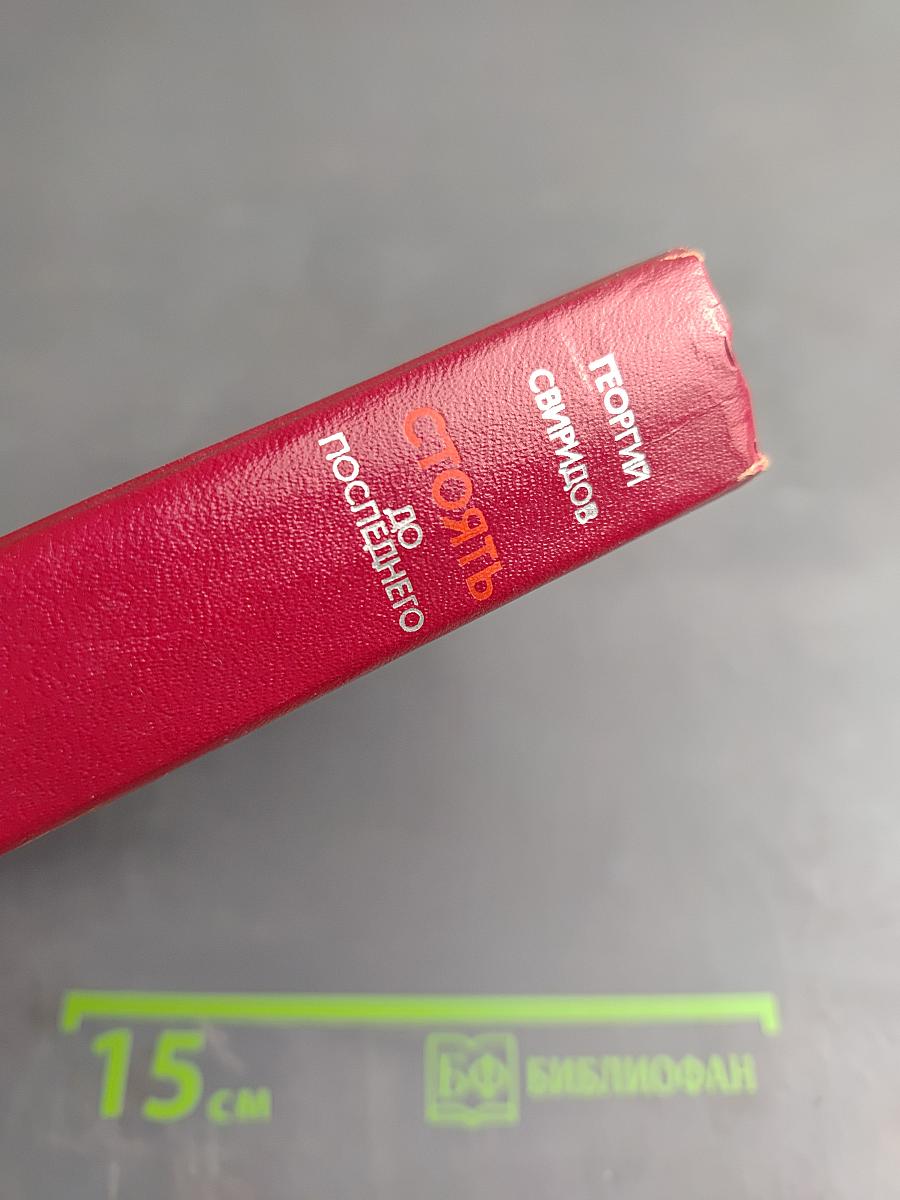 ГЕОРГИЙ
СВИРИДОВ
СТОЯТЬ
ДО
ПОСЛЕДНЕГО
15 см
БФ БИБЛИОФАН